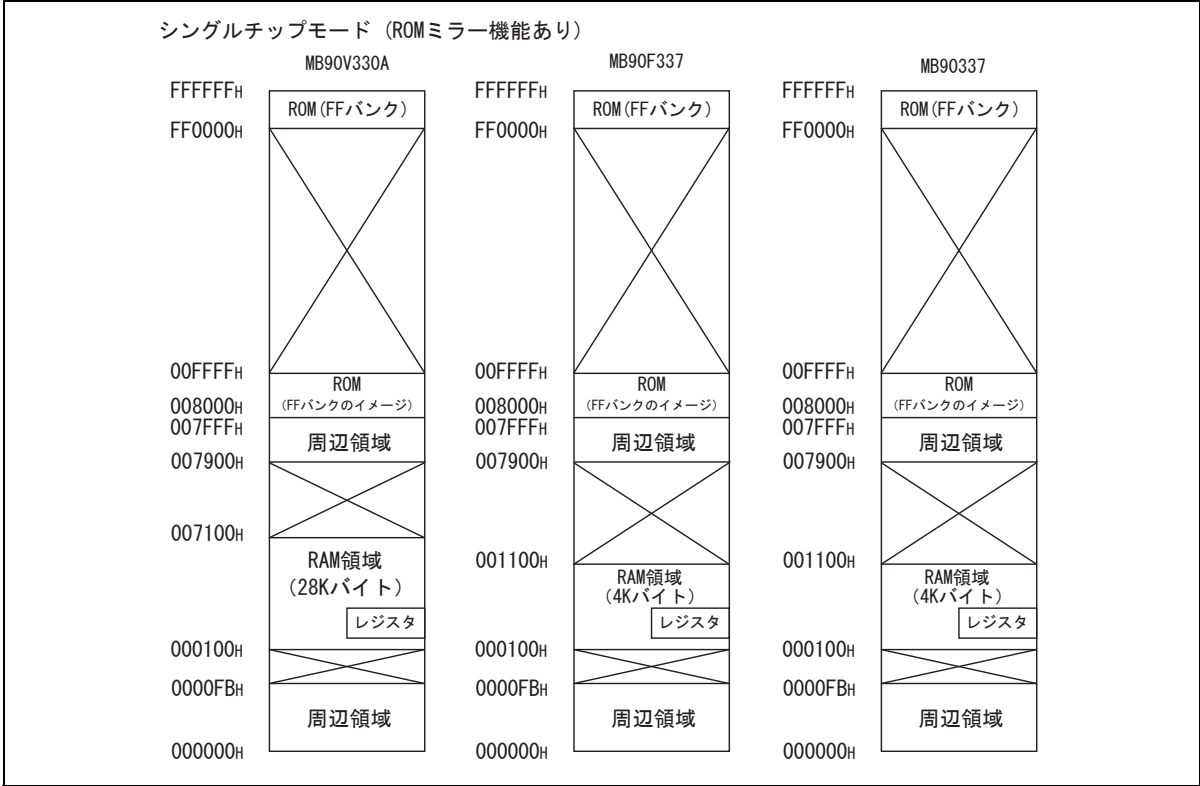 シングルチップモード (ROMミラー機能あり)
MB90V330A
FFFFFFH
ROM(FFバンク)
FF0000H
00FFFFH
ROM
(FFバンクのイメージ)
008000H
007FFFH
周辺領域
007900H
007100H
RAM領域
(28Kバイト)
レジスタ
000100H
0000FBH
周辺領域
000000H
MB90F337
FFFFFFH
ROM(FFバンク)
FF0000H
00FFFFH
ROM
(FFバンクのイメージ)
008000H
007FFFH
周辺領域
007900H
001100H
RAM領域
(4Kバイト)
レジスタ
000100H
0000FBH
周辺領域
000000H
MB90337
FFFFFFH
ROM(FFバンク)
FF0000H
00FFFFH
ROM
(FFバンクのイメージ)
008000H
007FFFH
周辺領域
007900H
001100H
RAM領域
(4Kバイト)
レジスタ
000100H
0000FBH
周辺領域
000000H